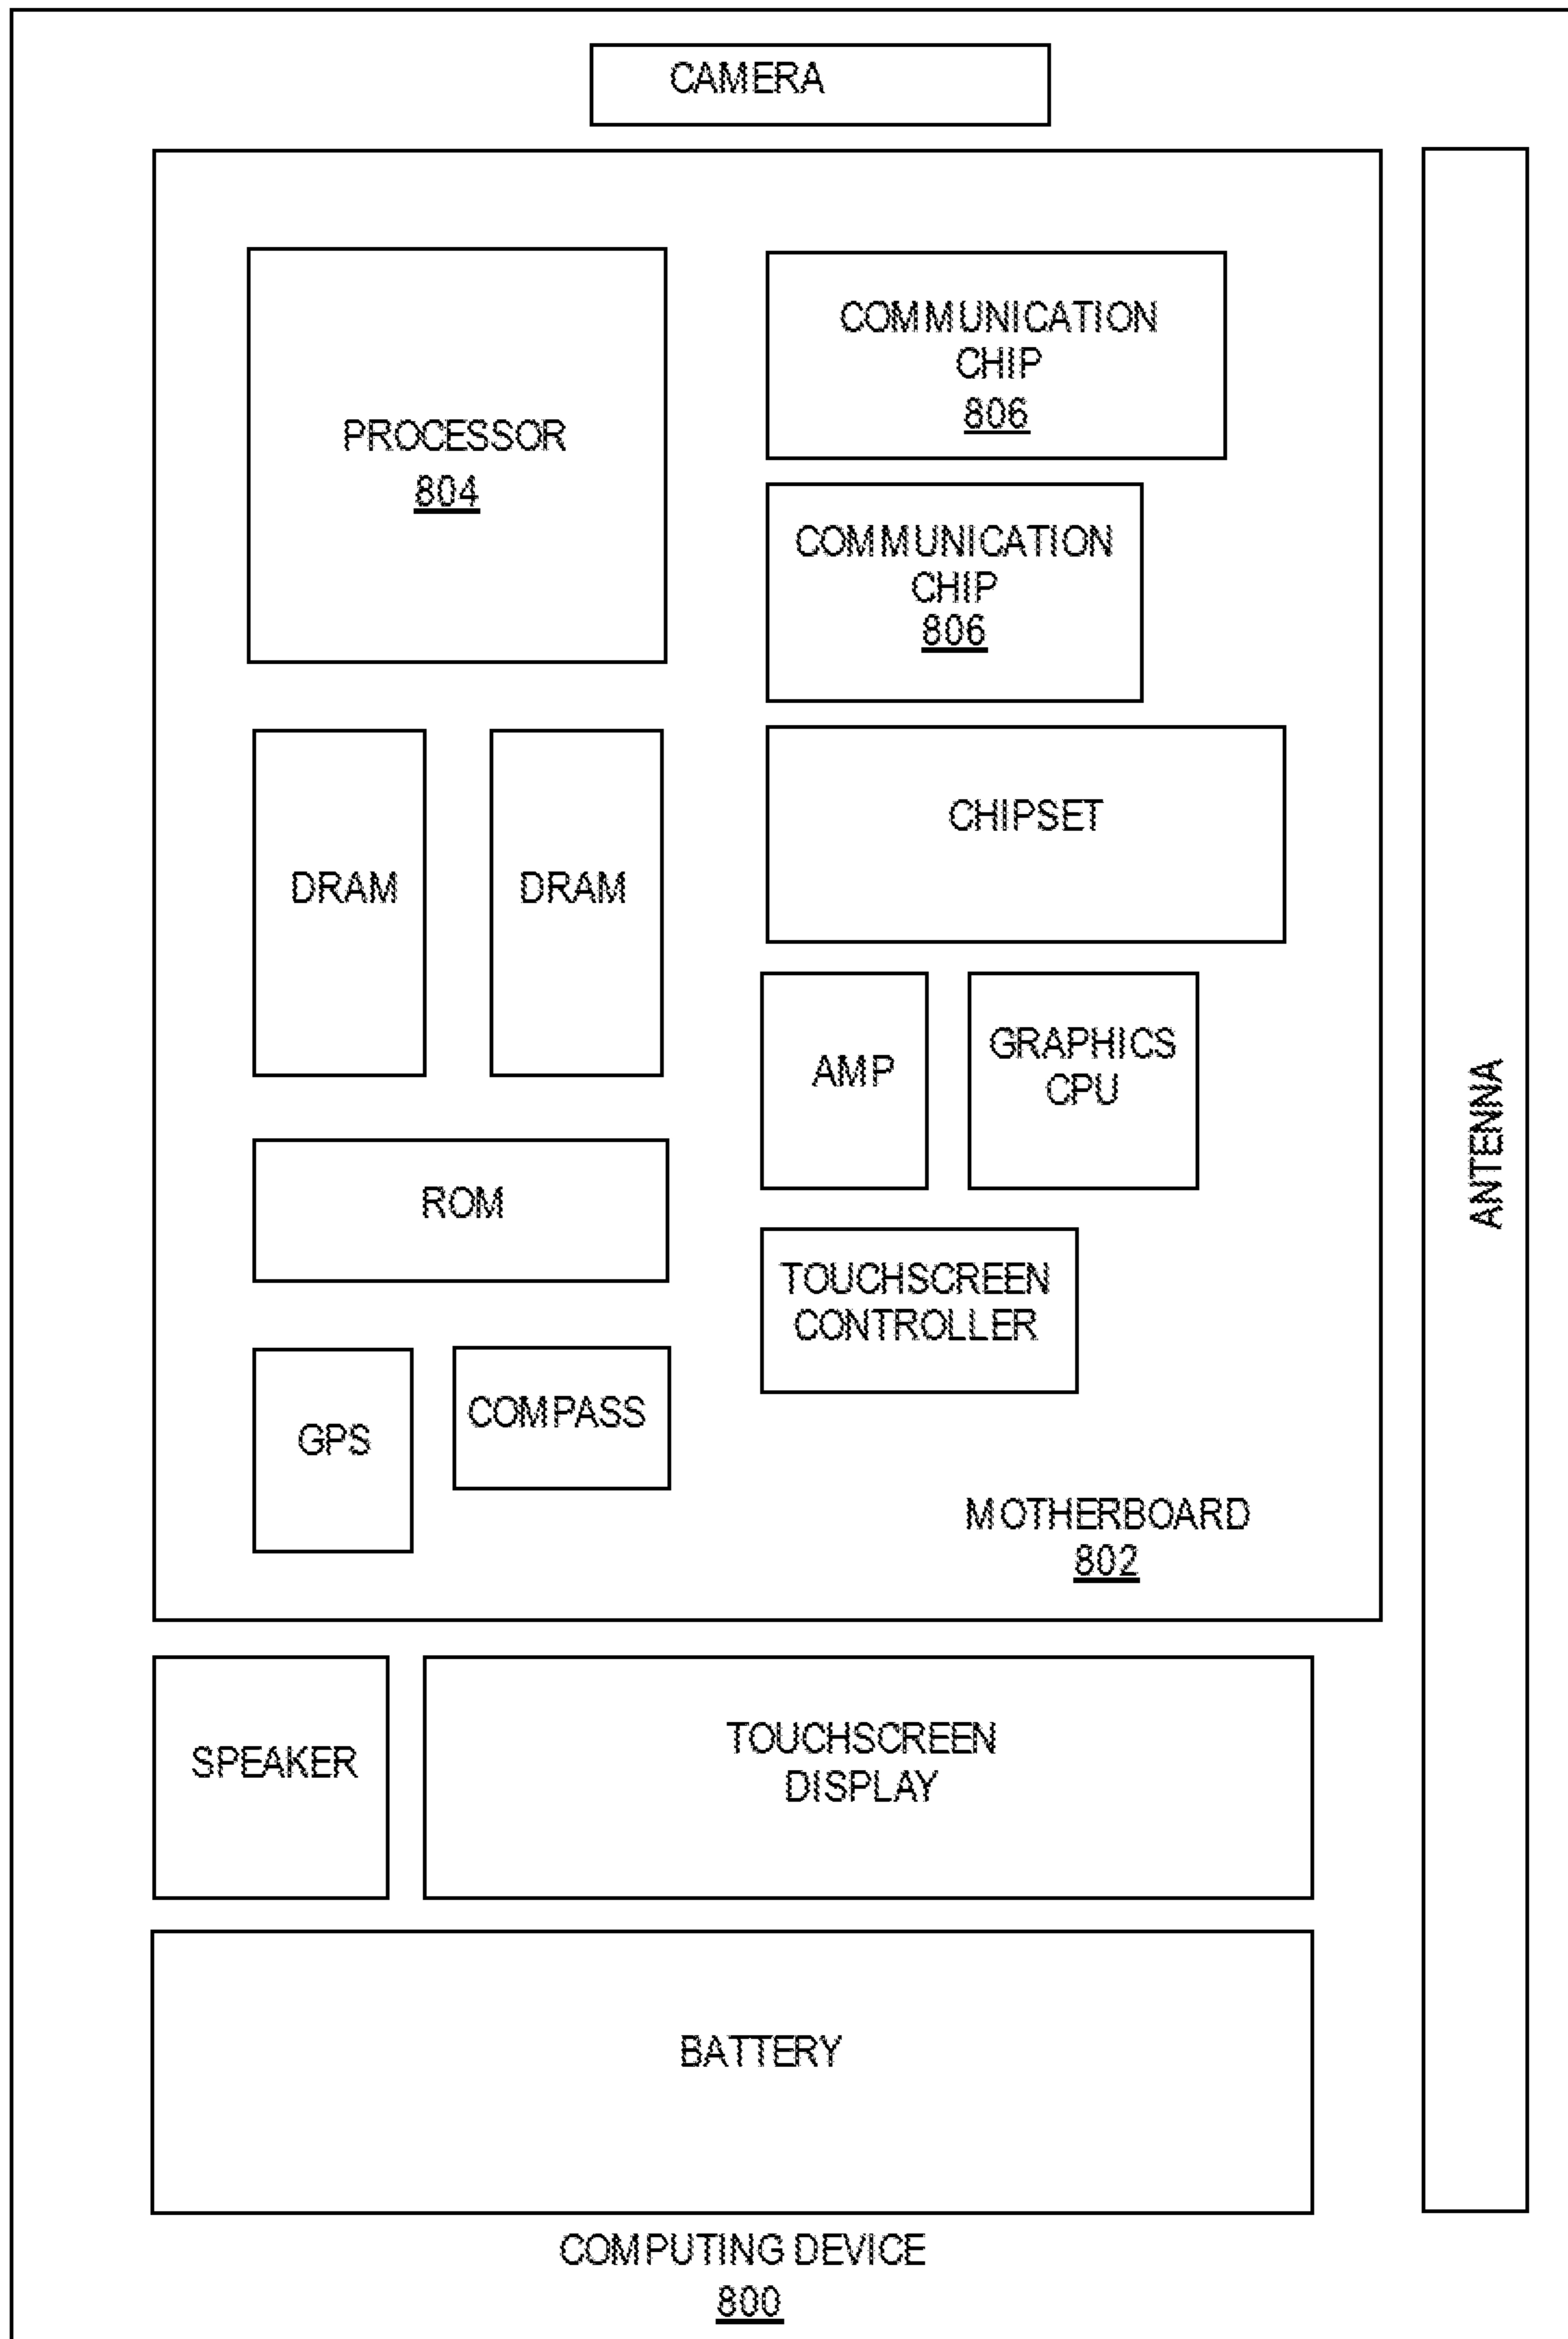 CAMERA
PROCESSOR
804
COMMUNICATION
CHIP
806
COMMUNICATION
CHIP
806
DRAM
DRAM
CHIPSET
AMP
GRAPHICS
CPU
ROM
TOUCHSCREEN
CONTROLLER
GPS
COMPASS
MOTHERBOARD
802
ANTENNA
SPEAKER
TOUCHSCREEN
DISPLAY
BATTERY
COMPUTING DEVICE
800